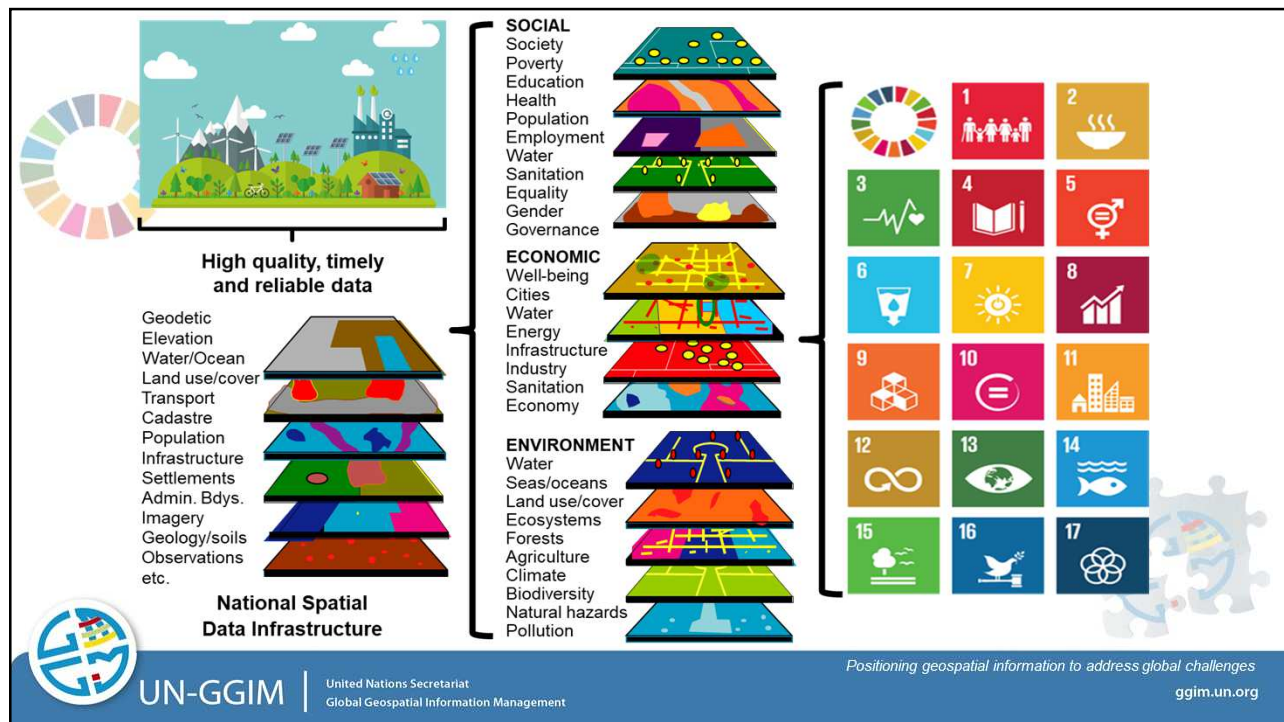 High quality, timely
and reliable data
Geodetic
Elevation
Water/Ocean
Land use/cover
Transport
Cadastre
Population
Infrastructure
Settlements
Admin. Bdys.
Imagery
Geology/soils
Observations
etc.
National Spatial
Data Infrastructure
SOCIAL
Society
Poverty
Education
Health
Population
Employment
Water
Sanitation
Equality
Gender
Governance
ECONOMIC
Well-being
Cities
Water
Energy
Infrastructure
Industry
Sanitation
Economy
ENVIRONMENT
Water
Seas/oceans
Land use/cover
Ecosystems
Forests
Agriculture
Climate
Biodiversity
Natural hazards
Pollution
1
2
3
4
5
6
7
8
9
10
11
12
13
14
15
16
17
UN-GGIM
United Nations Secretariat
Global Geospatial Information Management
Positioning geospatial information to address global challenges
ggim.un.org